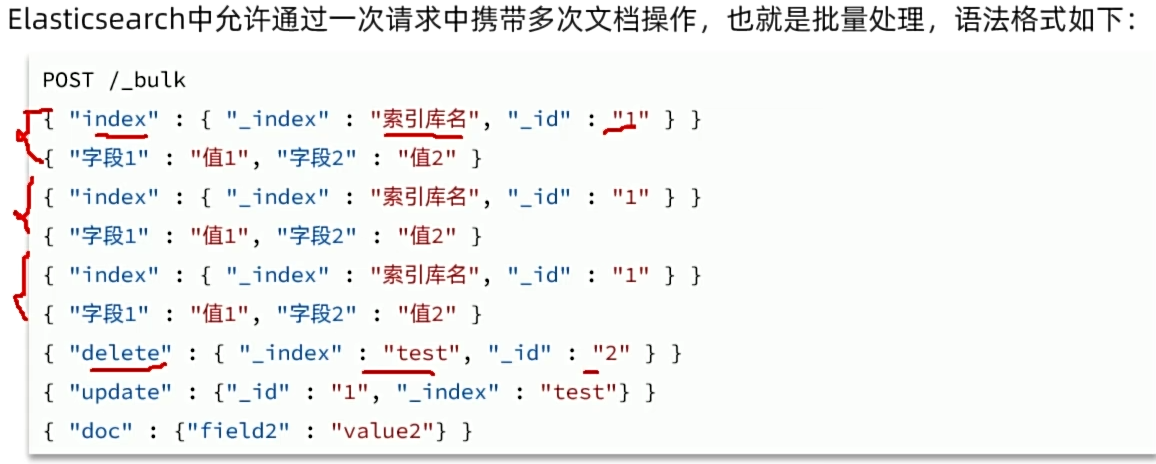 Elasticsearch中允许通过一次请求中携带多次文档操作，也就是批量处理，语法格式如下：
POST /_bulk
{ "index" : { "_index" : "索引库名", "_id" : "1" } }
{ "字段1" : "值1", "字段2" : "值2" }
{ "index" : { "_index" : "索引库名", "_id" : "1" } }
{ "字段1" : "值1", "字段2" : "值2" }
{ "index" : { "_index" : "索引库名", "_id" : "1" } }
{ "字段1" : "值1", "字段2" : "值2" }
{ "delete" : { "_index" : "test", "_id" : "2" } }
{ "update" : {"_id" : "1", "_index" : "test"} }
{ "doc" : {"field2" : "value2"} }